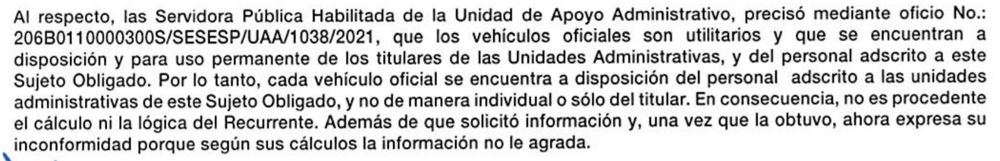 Al respecto, las Servidora Pública Habilitada de la Unidad de Apoyo Administrativo, precisó mediante oficio No.:
206B0110000300S/SESESP/UAA/1038/2021, que los vehículos oficiales son utilitarios y que se encuentran a
disposición y para uso permanente de los titulares de las Unidades Administrativas, y del personal adscrito a este
Sujeto Obligado. Por lo tanto, cada vehículo oficial se encuentra a disposición del personal adscrito a las unidades
administrativas de este Sujeto Obligado, y no de manera individual o sólo del titular. En consecuencia, no es procedente
el cálculo ni la lógica del Recurrente. Además de que solicitó información y, una vez que la obtuvo, ahora expresa su
inconformidad porque según sus cálculos la información no le agrada.